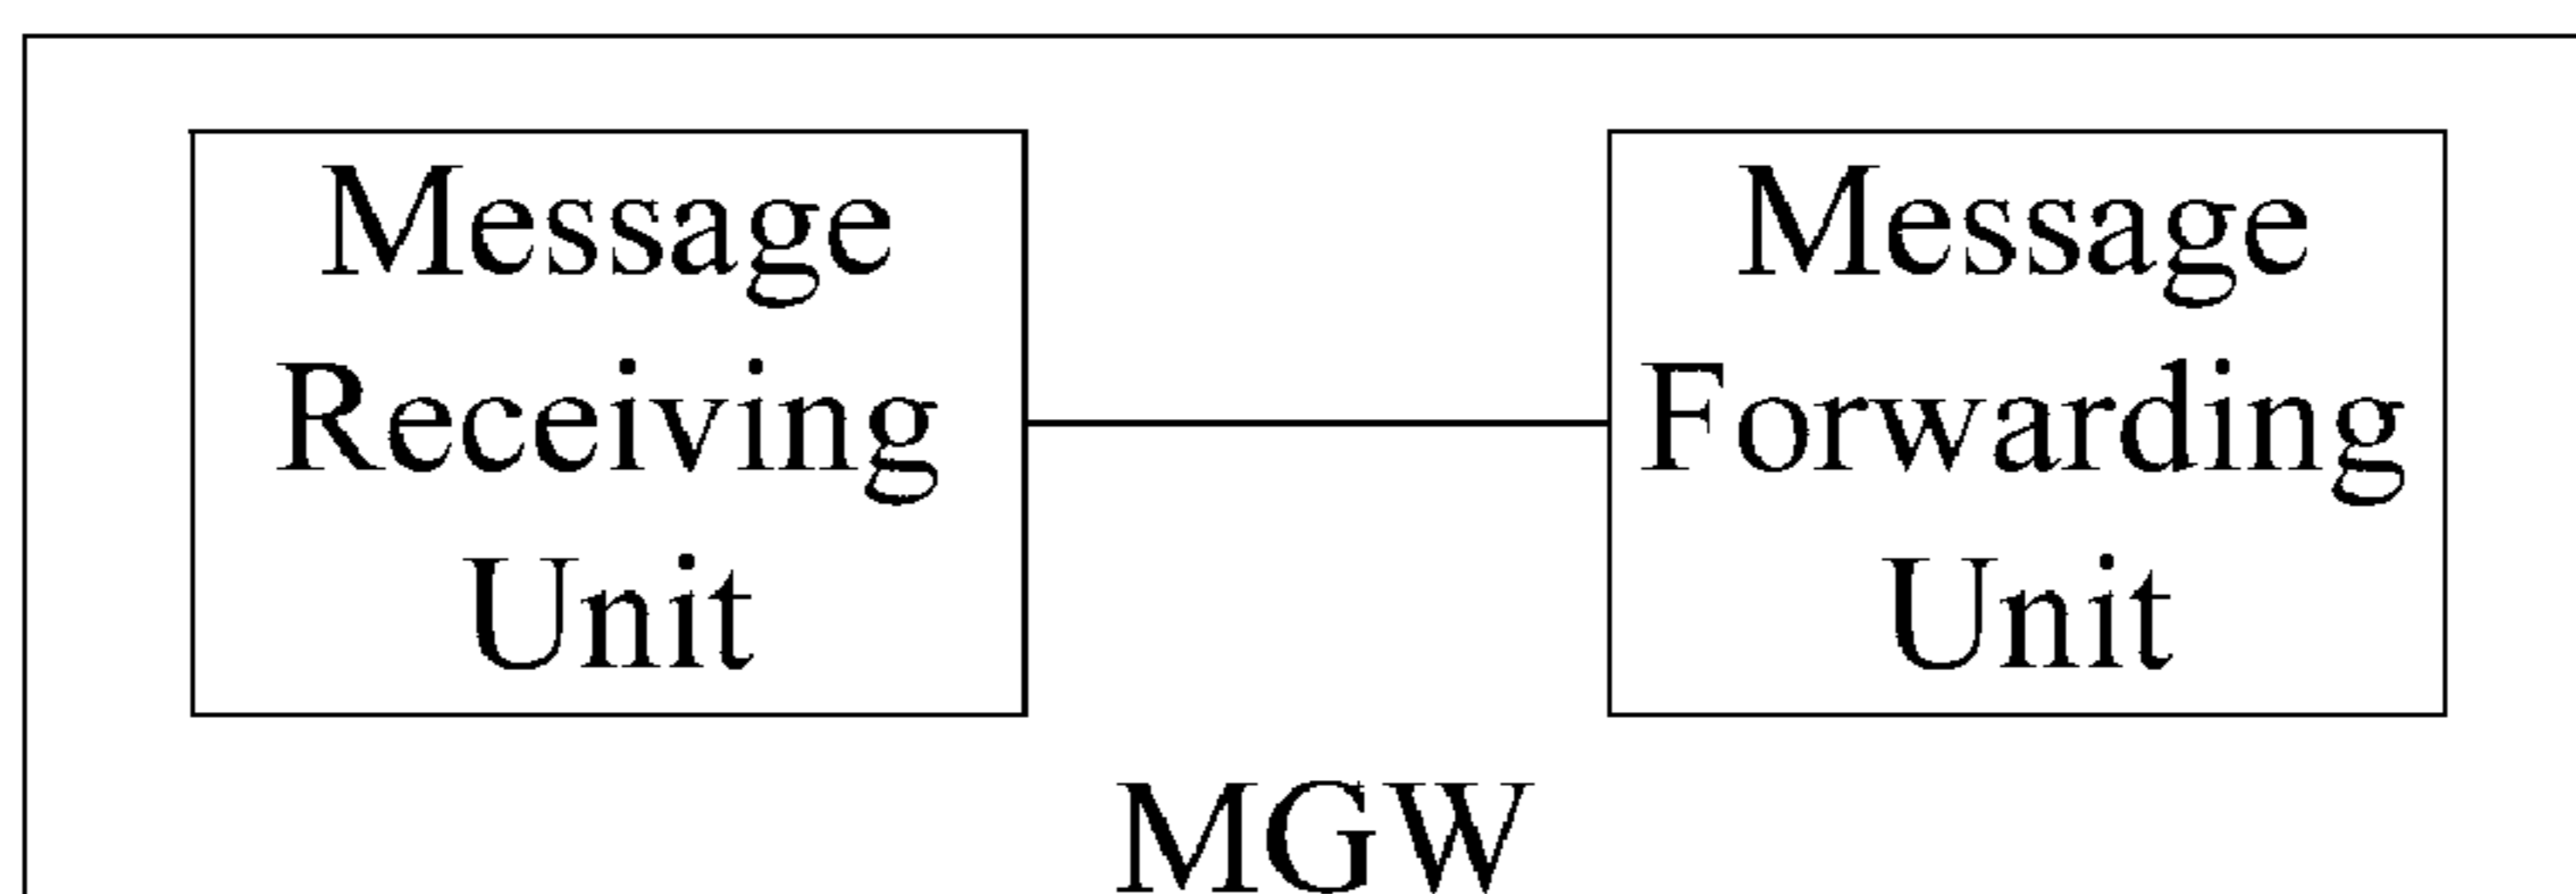 Message
Receiving
Unit
Message
Forwarding
Unit
MGW